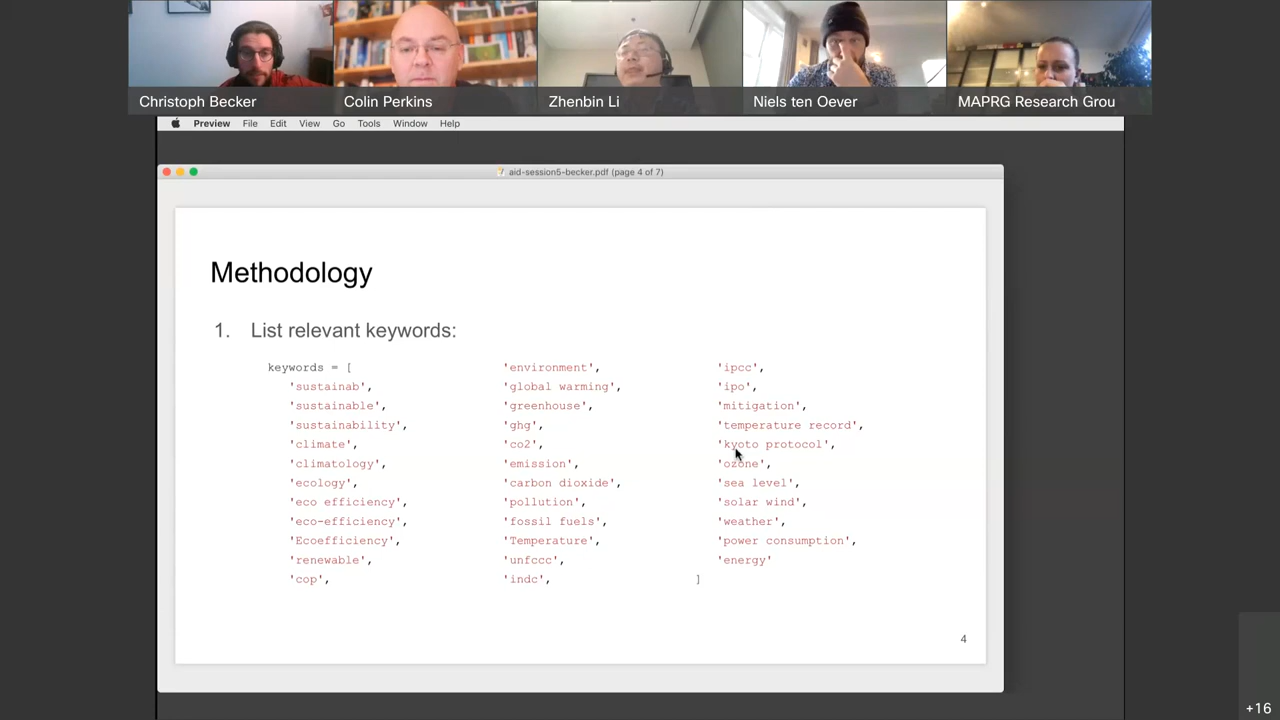 Christoph Becker
Colin Perkins
Zhenbin Li
Niels ten Oever
MAPRG Research Grou
Preview File Edit View Go Tools Window Help
aid-session5-becker.pdf (page 4 of 7)
Methodology
1. List relevant keywords:
keywords = [
'sustainab',
'sustainable',
'sustainability',
'climate',
'climatology',
'ecology',
'eco efficiency',
'eco-efficiency',
'Ecoefficiency',
'renewable',
'cop',
'environment',
'global warming',
'greenhouse',
'ghg',
'co2',
'emission',
'carbon dioxide',
'pollution',
'fossil fuels',
'Temperature',
'unfccc',
'indc',
'ipcc',
'ipo',
'mitigation',
'temperature record',
'kyoto protocol',
'ozone',
'sea level',
'solar wind',
'weather',
'power consumption',
'energy'
]
4
+16